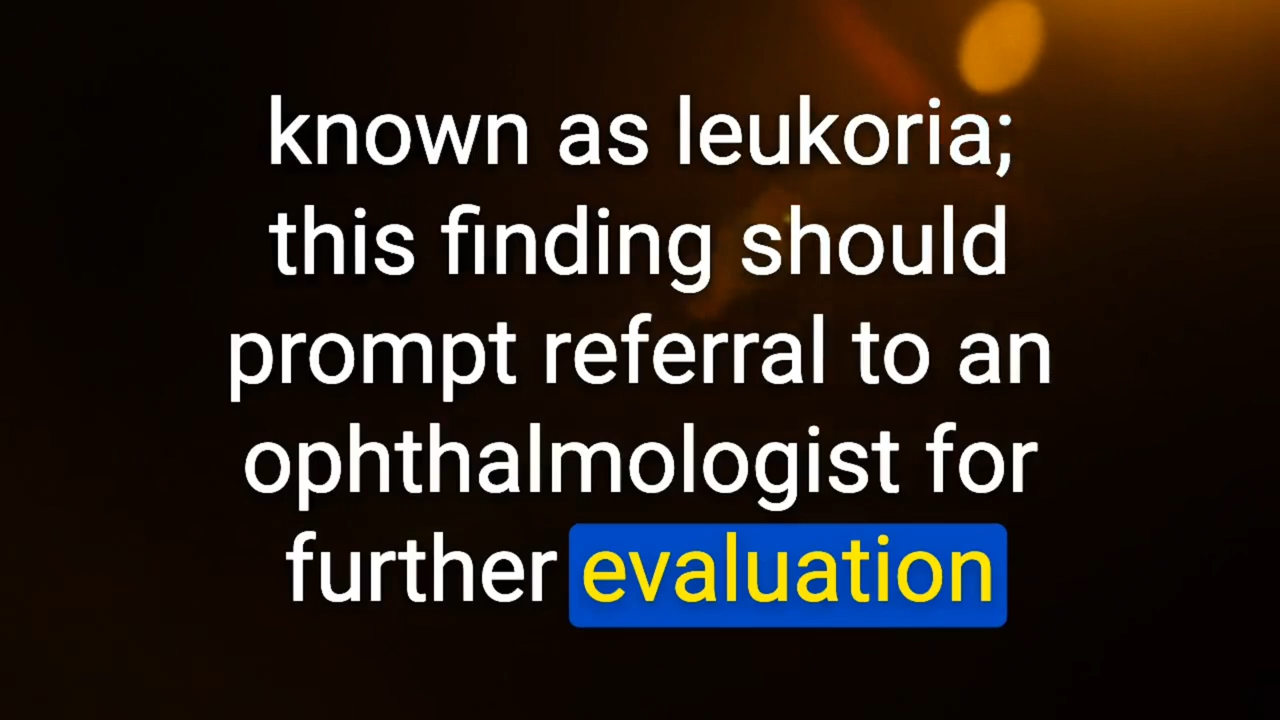 known as leukoria;
this finding should
prompt referral to an
ophthalmologist for
further evaluation